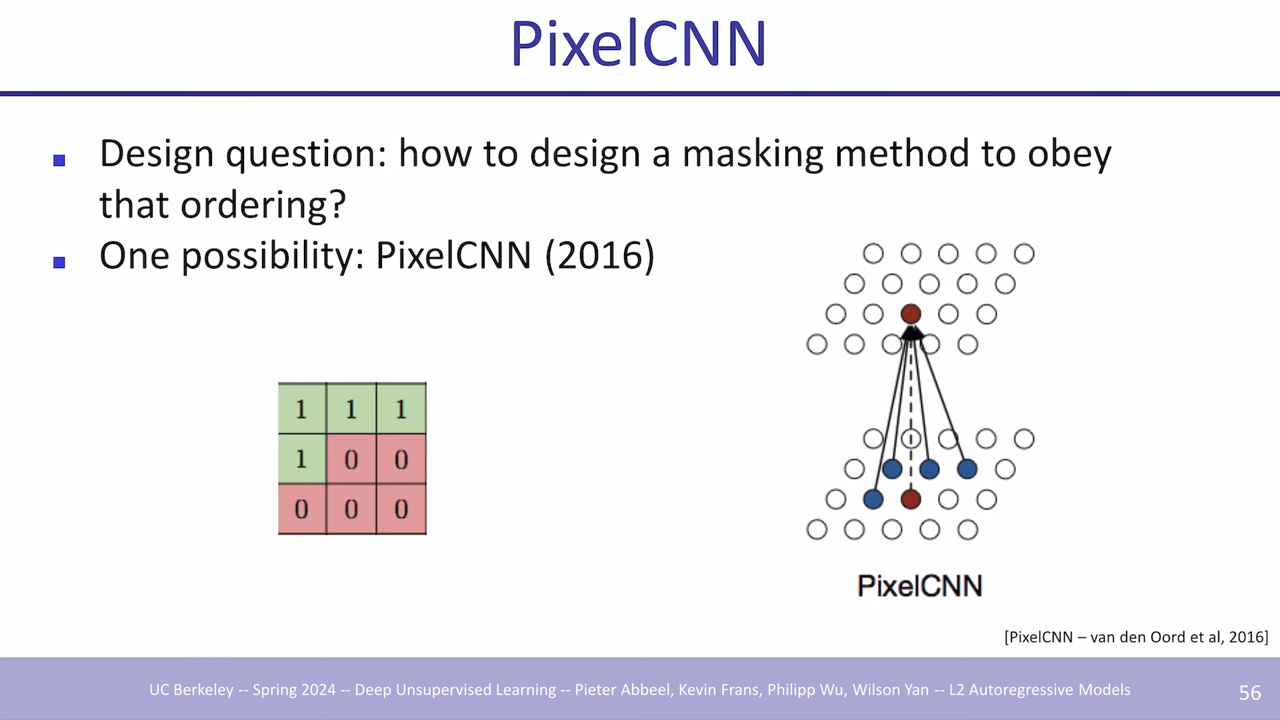 PixelCNN
Design question: how to design a masking method to obey
that ordering?
One possibility: PixelCNN (2016)
1 1 1
1 0 0
0 0 0
PixelCNN
[PixelCNN – van den Oord et al, 2016]
UC Berkeley -- Spring 2024 -- Deep Unsupervised Learning -- Pieter Abbeel, Kevin Frans, Philipp Wu, Wilson Yan -- L2 Autoregressive Models
56